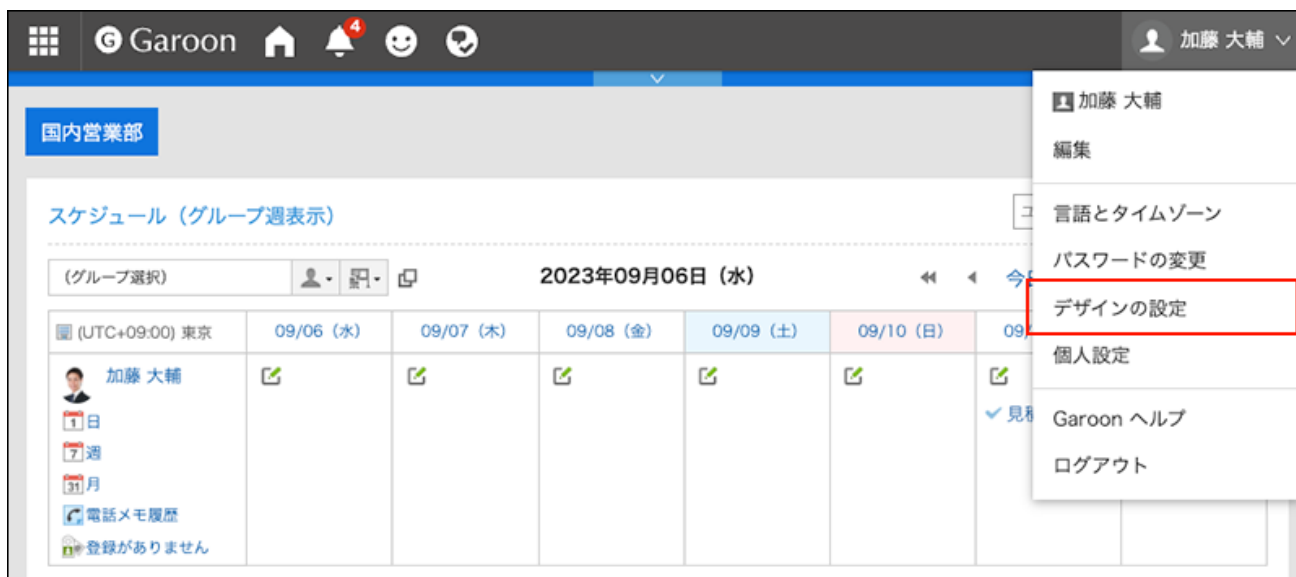 G Garoon 4 加藤 大輔
加藤 大輔
編集
言語とタイムゾーン
パスワードの変更
デザインの設定
個人設定
Garoon ヘルプ
ログアウト
国内営業部
スケジュール（グループ週表示）
(グループ選択) 2023年09月06日（水）
(UTC+09:00) 東京 09/06（水） 09/07（木） 09/08（金） 09/09（土） 09/10（日） 09/
加藤 大輔
1 日
7 週
31 月
電話メモ履歴
登録がありません